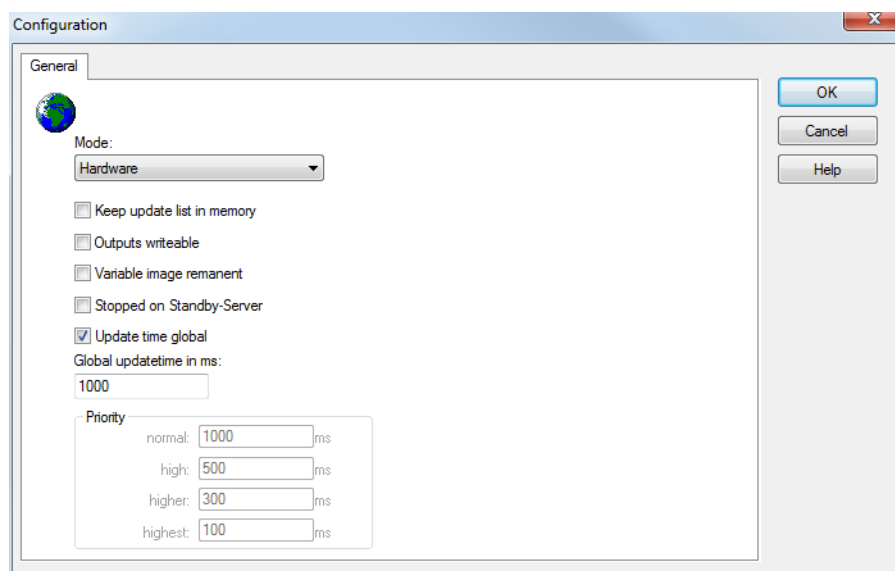 Configuration
x
General
OK
Mode:
Cancel
Hardware
Help
Keep update list in memory
Outputs writeable
Variable image remanent
Stopped on Standby-Server
Update time global
Global updatetime in ms:
1000
Priority
normal: 1000 ms
high: 500 ms
higher: 300 ms
highest: 100 ms